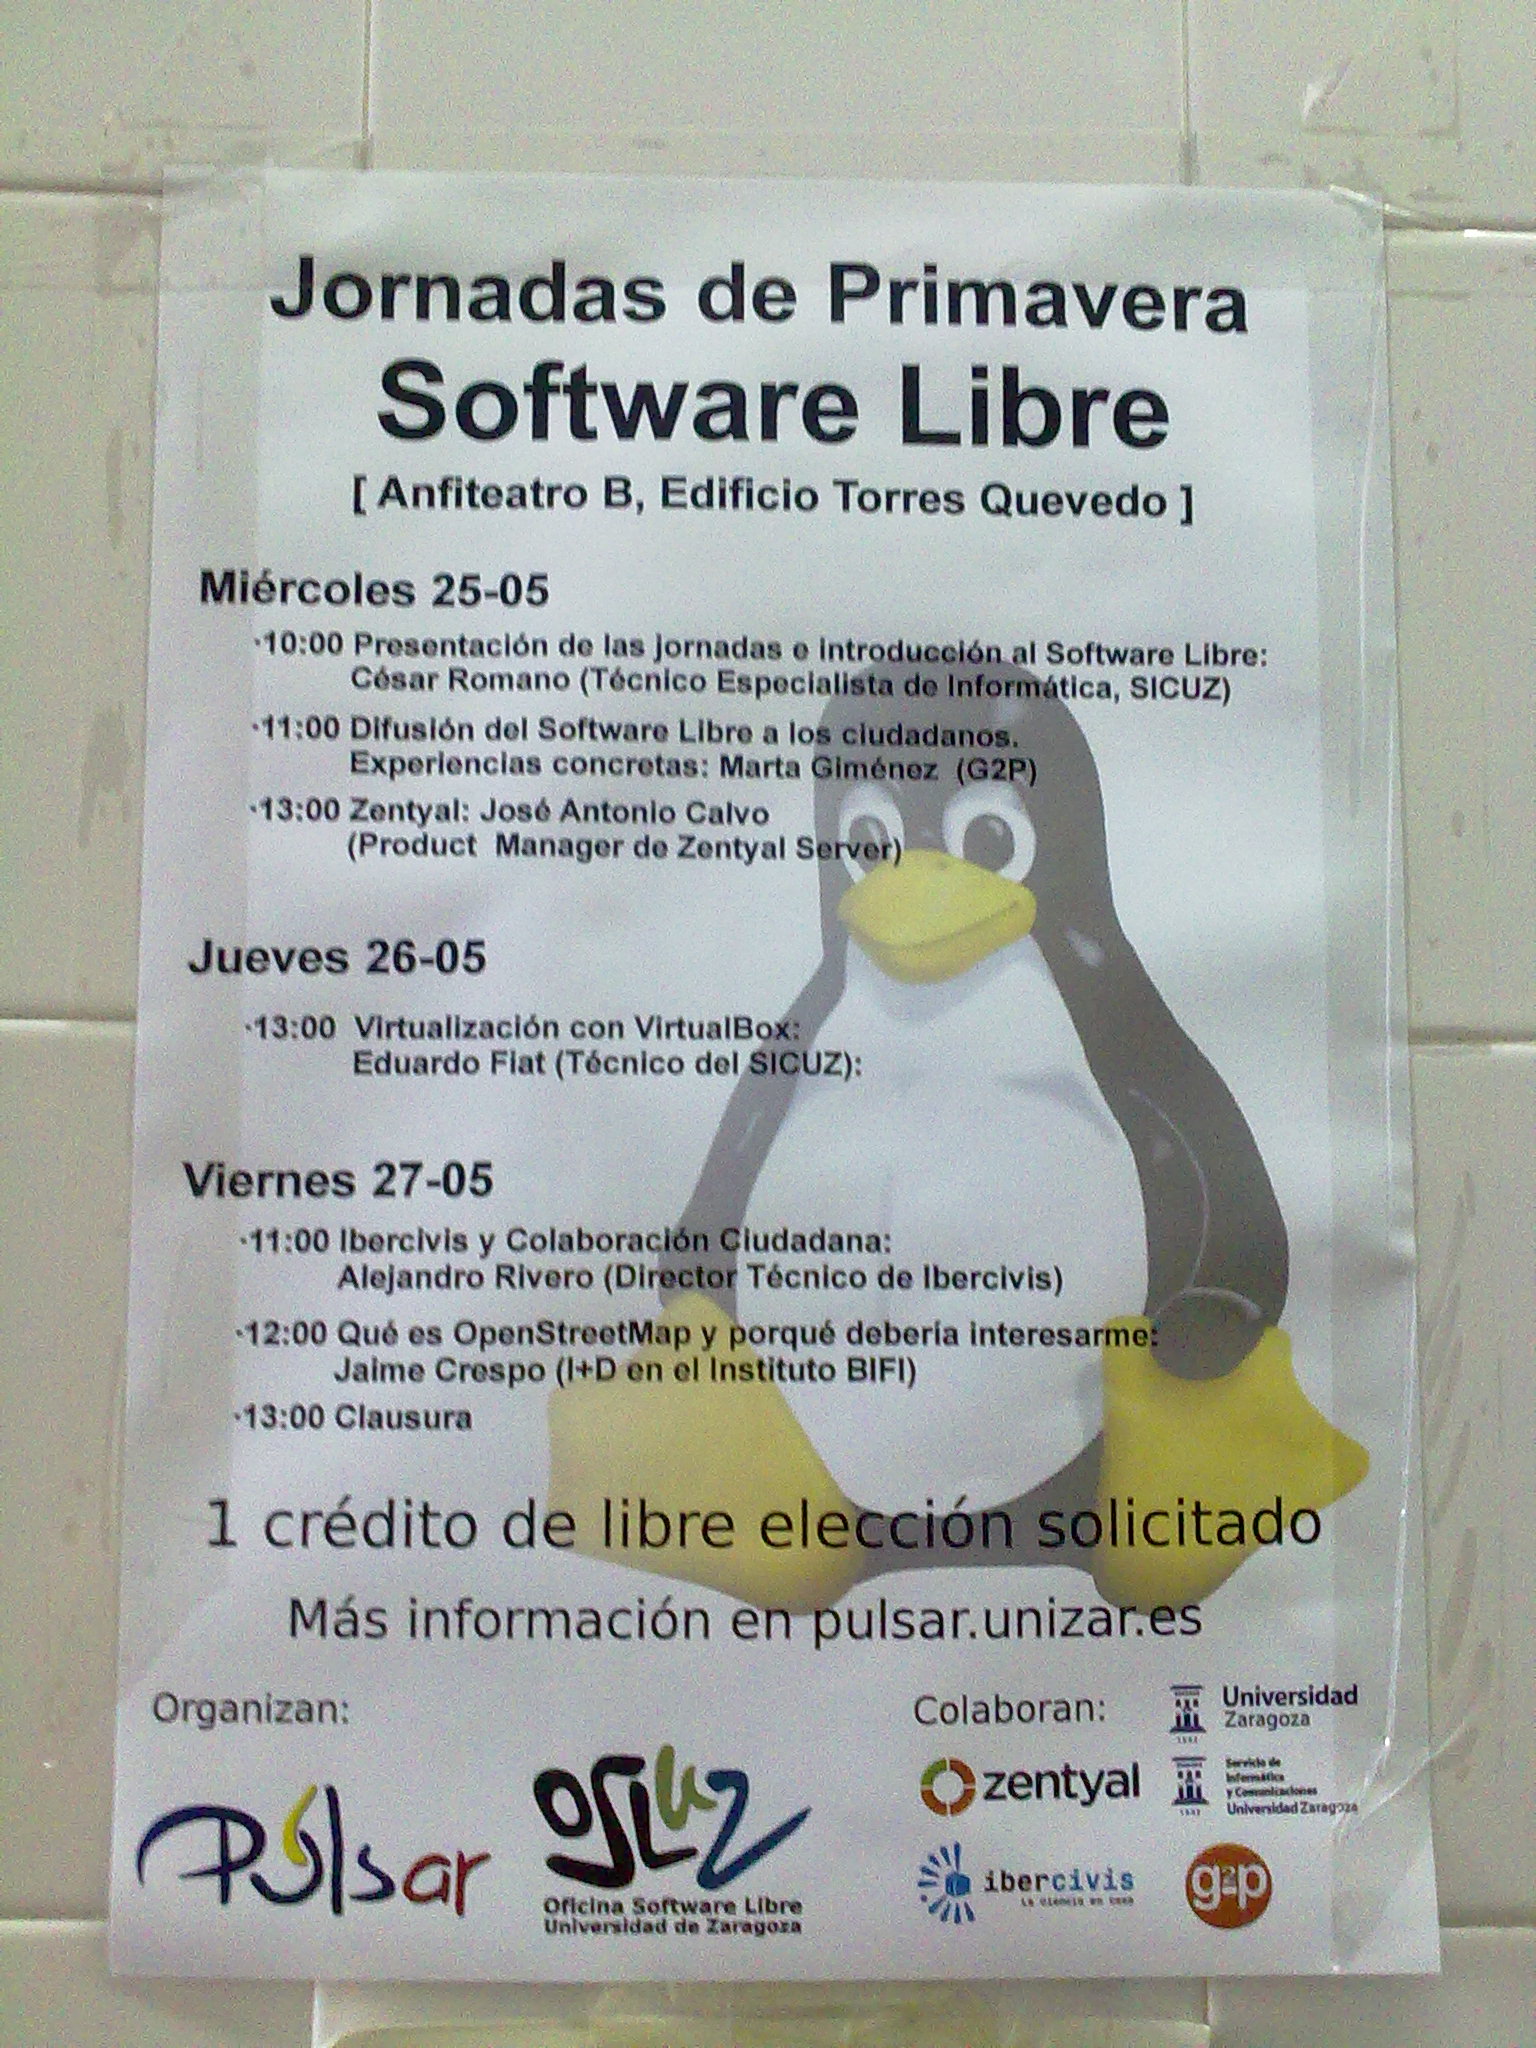 Jornadas de Primavera
Software Libre
[ Anfiteatro B, Edificio Torres Quevedo ]
Miércoles 25-05
·10:00 Presentación de las jornadas e introducción al Software Libre:
César Romano (Técnico Especialista de Informática, SICUZ)
·11:00 Difusión del Software Libre a los ciudadanos.
Experiencias concretas: Marta Giménez (G2P)
·13:00 Zentyal: José Antonio Calvo
(Product Manager de Zentyal Server)
Jueves 26-05
·13:00 Virtualización con VirtualBox:
Eduardo Fiat (Técnico del SICUZ):
Viernes 27-05
·11:00 Ibercivis y Colaboración Ciudadana:
Alejandro Rivero (Director Técnico de Ibercivis)
·12:00 Qué es OpenStreetMap y porqué debería interesarme:
Jaime Crespo (I+D en el Instituto BIFI)
·13:00 Clausura
1 crédito de libre elección solicitado
Más información en pulsar.unizar.es
Organizan:
Púlsar
OSLUZ
Oficina Software Libre
Universidad de Zaragoza
Colaboran:
Universidad
Zaragoza
1542
zentyal
Servicio de
Informática
y Comunicaciones
Universidad Zaragoza
1542
ibercivis
la ciencia en casa
g2p